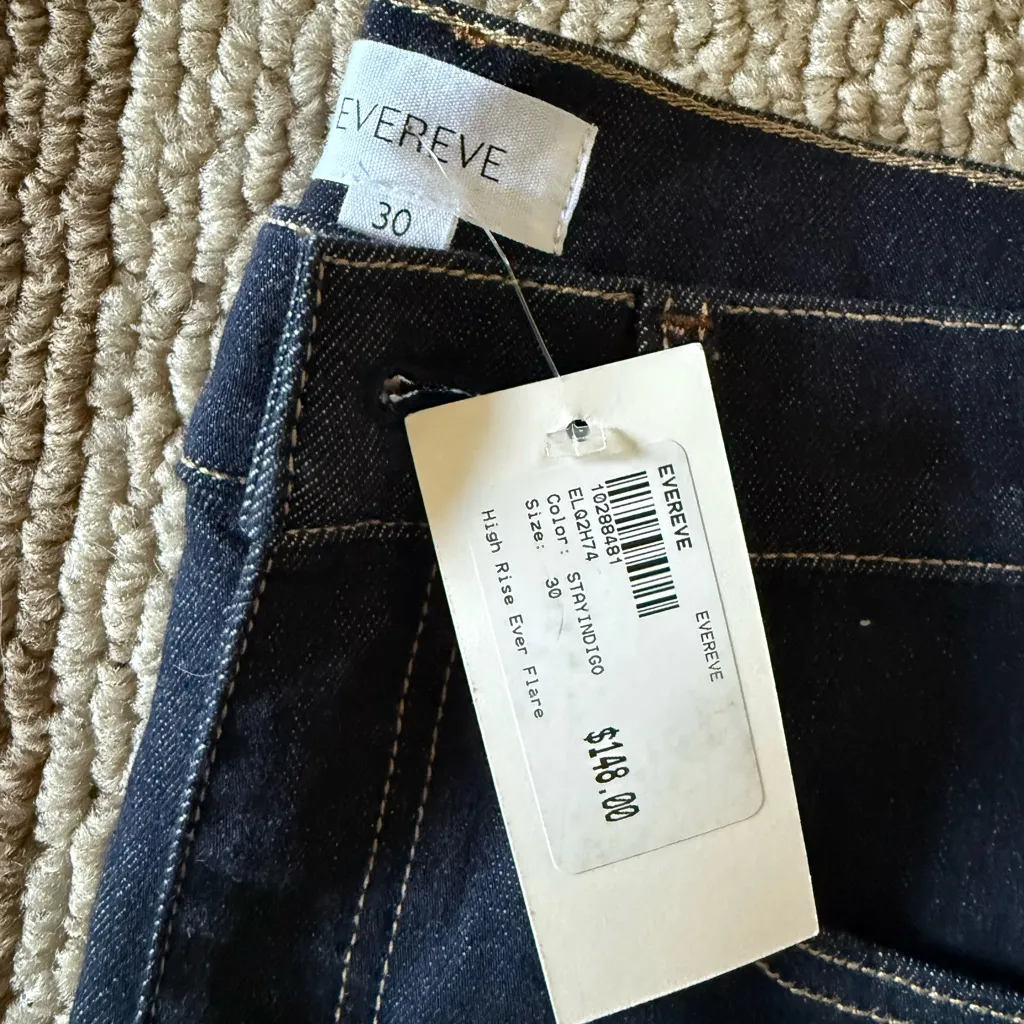 EVEREVE
30
EVEREVE
EVEREVE
10288481
ELQ2H74
Color: STAYINDIGO
Size: 30
High Rise Ever Flare
$148.00